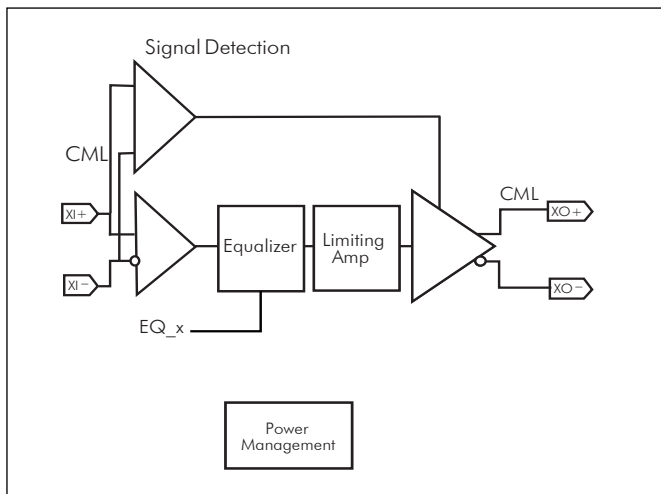 Signal Detection
CML
XI+
XI−
Equalizer
Limiting
Amp
CML
XO+
XO−
EQ_x
Power
Management